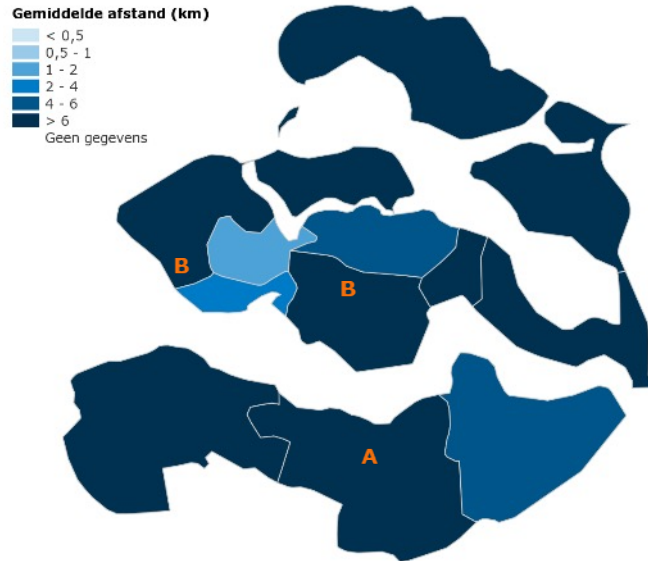 Gemiddelde afstand (km)
< 0,5
0,5 - 1
1 - 2
2 - 4
4 - 6
> 6
Geen gegevens
B
B
A